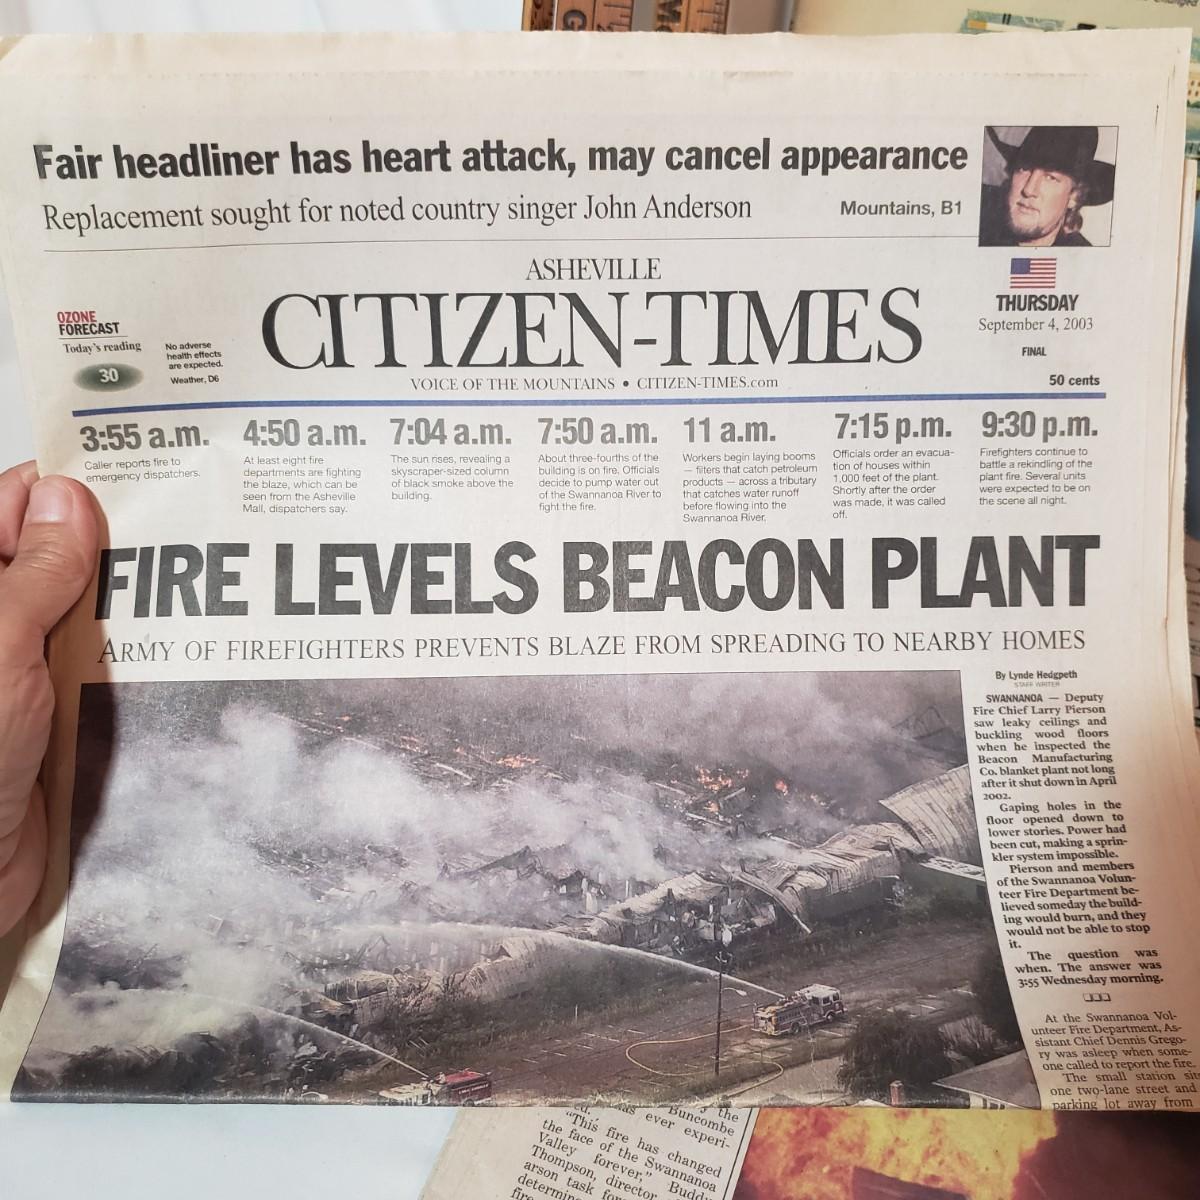 Fair headliner has heart attack, may cancel appearance
Replacement sought for noted country singer John Anderson
Mountains, B1
ASHEVILLE
CITIZEN-TIMES
VOICE OF THE MOUNTAINS • CITIZEN-TIMES.com
OZONE
FORECAST
Today's reading
30
No adverse
health effects
are expected.
Weather, D6
THURSDAY
September 4, 2003
FINAL
50 cents
3:55 a.m.
Caller reports fire to
emergency dispatchers.
4:50 a.m.
At least eight fire
departments are fighting
the blaze, which can be
seen from the Asheville
Mall, dispatchers say.
7:04 a.m.
The sun rises, revealing a
skyscraper-sized column
of black smoke above the
building.
7:50 a.m.
About three-fourths of the
building is on fire. Officials
decide to pump water out
of the Swannanoa River to
fight the fire.
11 a.m.
Workers begin laying booms
— filters that catch petroleum
products — across a tributary
that catches water runoff
before flowing into the
Swannanoa River.
7:15 p.m.
Officials order an evacua-
tion of houses within
1,000 feet of the plant.
Shortly after the order
was made, it was called
off.
9:30 p.m.
Firefighters continue to
battle a rekindling of the
plant fire. Several units
were expected to be on
the scene all night.
FIRE LEVELS BEACON PLANT
ARMY OF FIREFIGHTERS PREVENTS BLAZE FROM SPREADING TO NEARBY HOMES
By Lynde Hedgpeth
STAFF WRITER
SWANNANOA — Deputy
Fire Chief Larry Pierson
saw leaky ceilings and
buckling wood floors
when he inspected the
Beacon Manufacturing
Co. blanket plant not long
after it shut down in April
2002.
Gaping holes in the
floor opened down to
lower stories. Power had
been cut, making a sprin-
kler system impossible.
Pierson and members
of the Swannanoa Volun-
teer Fire Department be-
lieved someday the build-
ing would burn, and they
would not be able to stop
it.
The question was
when. The answer was
3:55 Wednesday morning.
At the Swannanoa Vol-
unteer Fire Department, As-
sistant Chief Dennis Grego-
ry was asleep when some-
one called to report the fire.
The small station sits
one two-lane street and
parking lot away from
the
Buncombe
ever experi-
"This fire has changed
the face of the Swannanoa
Valley forever," Buddy
Thompson, director
arson task